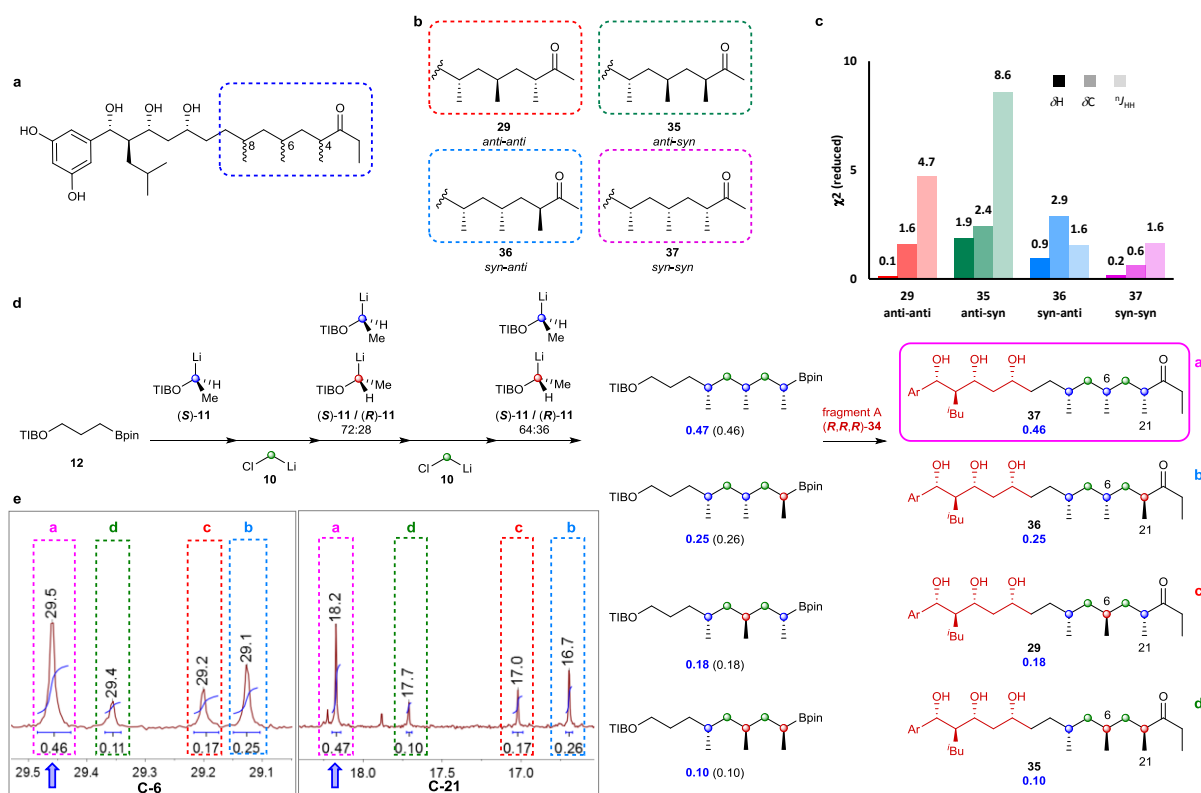 a
OH
OH
OH
HO
OH
8
6
4
O
b
O
29
anti-anti
O
35
anti-syn
O
36
syn-anti
O
37
syn-syn
c
χ2 (reduced)
10
5
0
δH
δC
ⁿJHH
0.1
1.6
4.7
1.9
2.4
8.6
0.9
2.9
1.6
0.2
0.6
1.6
29
anti-anti
35
anti-syn
36
syn-anti
37
syn-syn
d
TIBO
Bpin
12
Li
TIBO
H
Me
(S)-11
Cl
Li
10
Li
TIBO
H
Me
Li
TIBO
Me
H
(S)-11 / (R)-11
72:28
Cl
Li
10
Li
TIBO
H
Me
Li
TIBO
Me
H
(S)-11 / (R)-11
64:36
TIBO
Bpin
0.47 (0.46)
TIBO
Bpin
0.25 (0.26)
TIBO
Bpin
0.18 (0.18)
TIBO
Bpin
0.10 (0.10)
fragment A
(R,R,R)-34
OH OH OH
O
Ar
iBu
6
21
37
0.46
a
OH OH OH
O
Ar
iBu
6
21
36
0.25
b
OH OH OH
O
Ar
iBu
6
21
29
0.18
c
OH OH OH
O
Ar
iBu
6
21
35
0.10
d
e
a
d
c
b
29.5
29.4
29.2
29.1
0.46
0.11
0.17
0.25
29.5
29.4
29.3
29.2
29.1
C-6
a
d
c
b
18.2
17.7
17.0
16.7
0.47
0.10
0.17
0.26
18.0
17.5
17.0
C-21